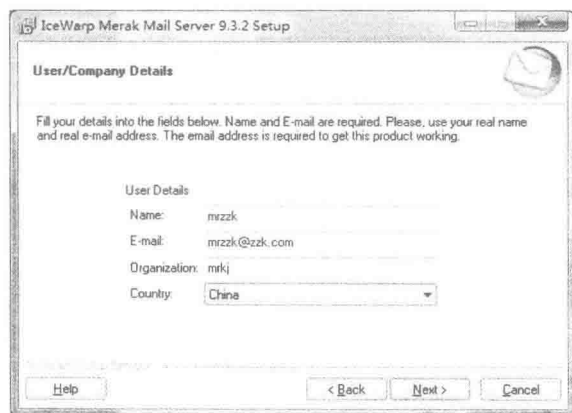 IceWarp Merak Mail Server 9.3.2 Setup
User/Company Details
Fill your details into the fields below. Name and E-mail are required. Please, use your real name
and real e-mail address. The email address is required to get this product working.
User Details
Name: mrzzk
E-mail: mrzzk@zzk.com
Organization: mrkj
Country: China
Help < Back Next > Cancel